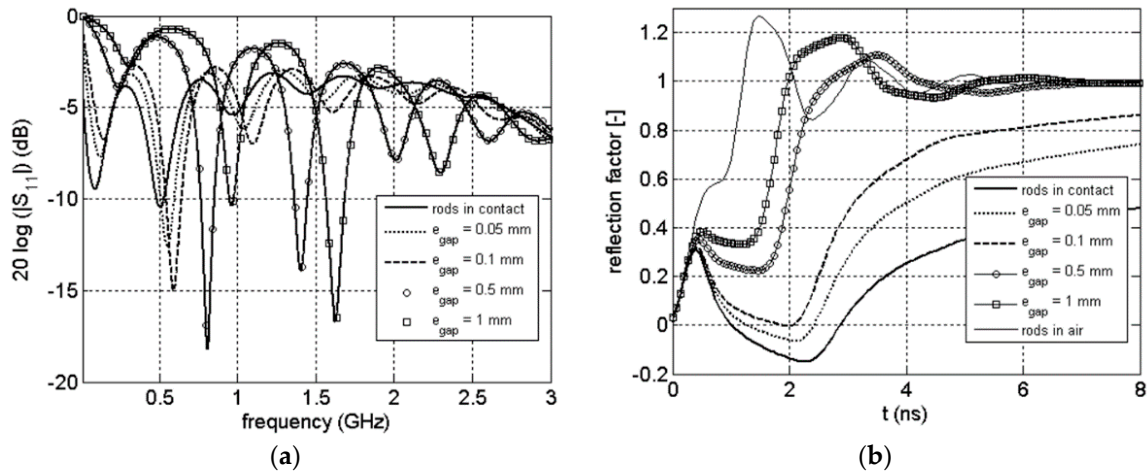 0
-5
-10
-15
-20
20 log (|S11|) (dB)
0.5
1
1.5
2
2.5
3
frequency (GHz)
rods in contact
egap = 0.05 mm
egap = 0.1 mm
egap = 0.5 mm
egap = 1 mm
(a)
1.2
1
0.8
0.6
0.4
0.2
0
-0.2
reflection factor [-]
0
2
4
6
8
t (ns)
rods in contact
egap = 0.05 mm
egap = 0.1 mm
egap = 0.5 mm
egap = 1 mm
rods in air
(b)